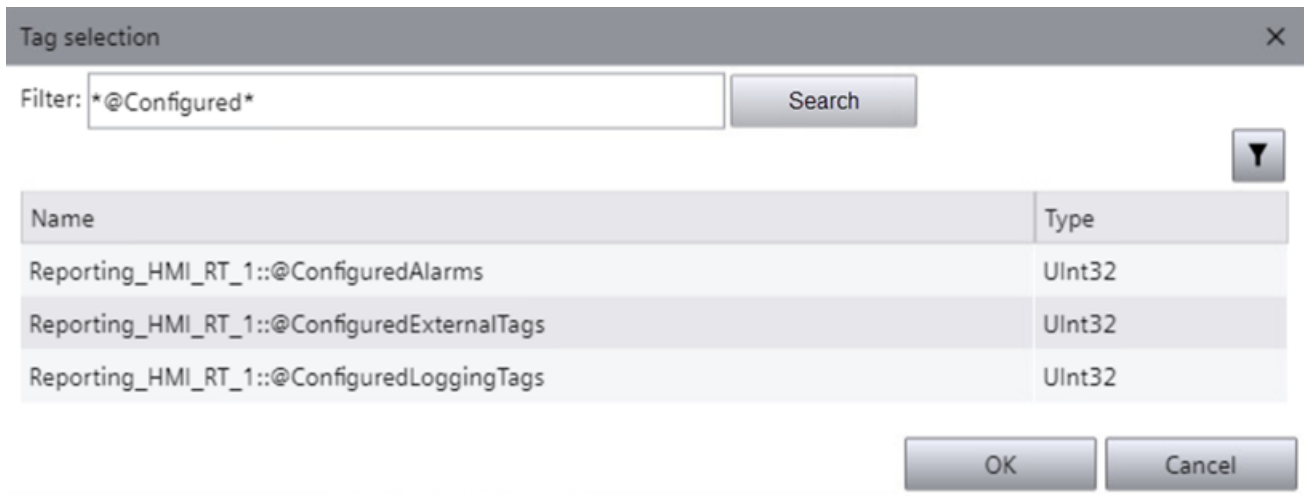 Tag selection
Filter: *@Configured* Search
Name Type
Reporting_HMI_RT_1::@ConfiguredAlarms UInt32
Reporting_HMI_RT_1::@ConfiguredExternalTags UInt32
Reporting_HMI_RT_1::@ConfiguredLoggingTags UInt32
OK Cancel